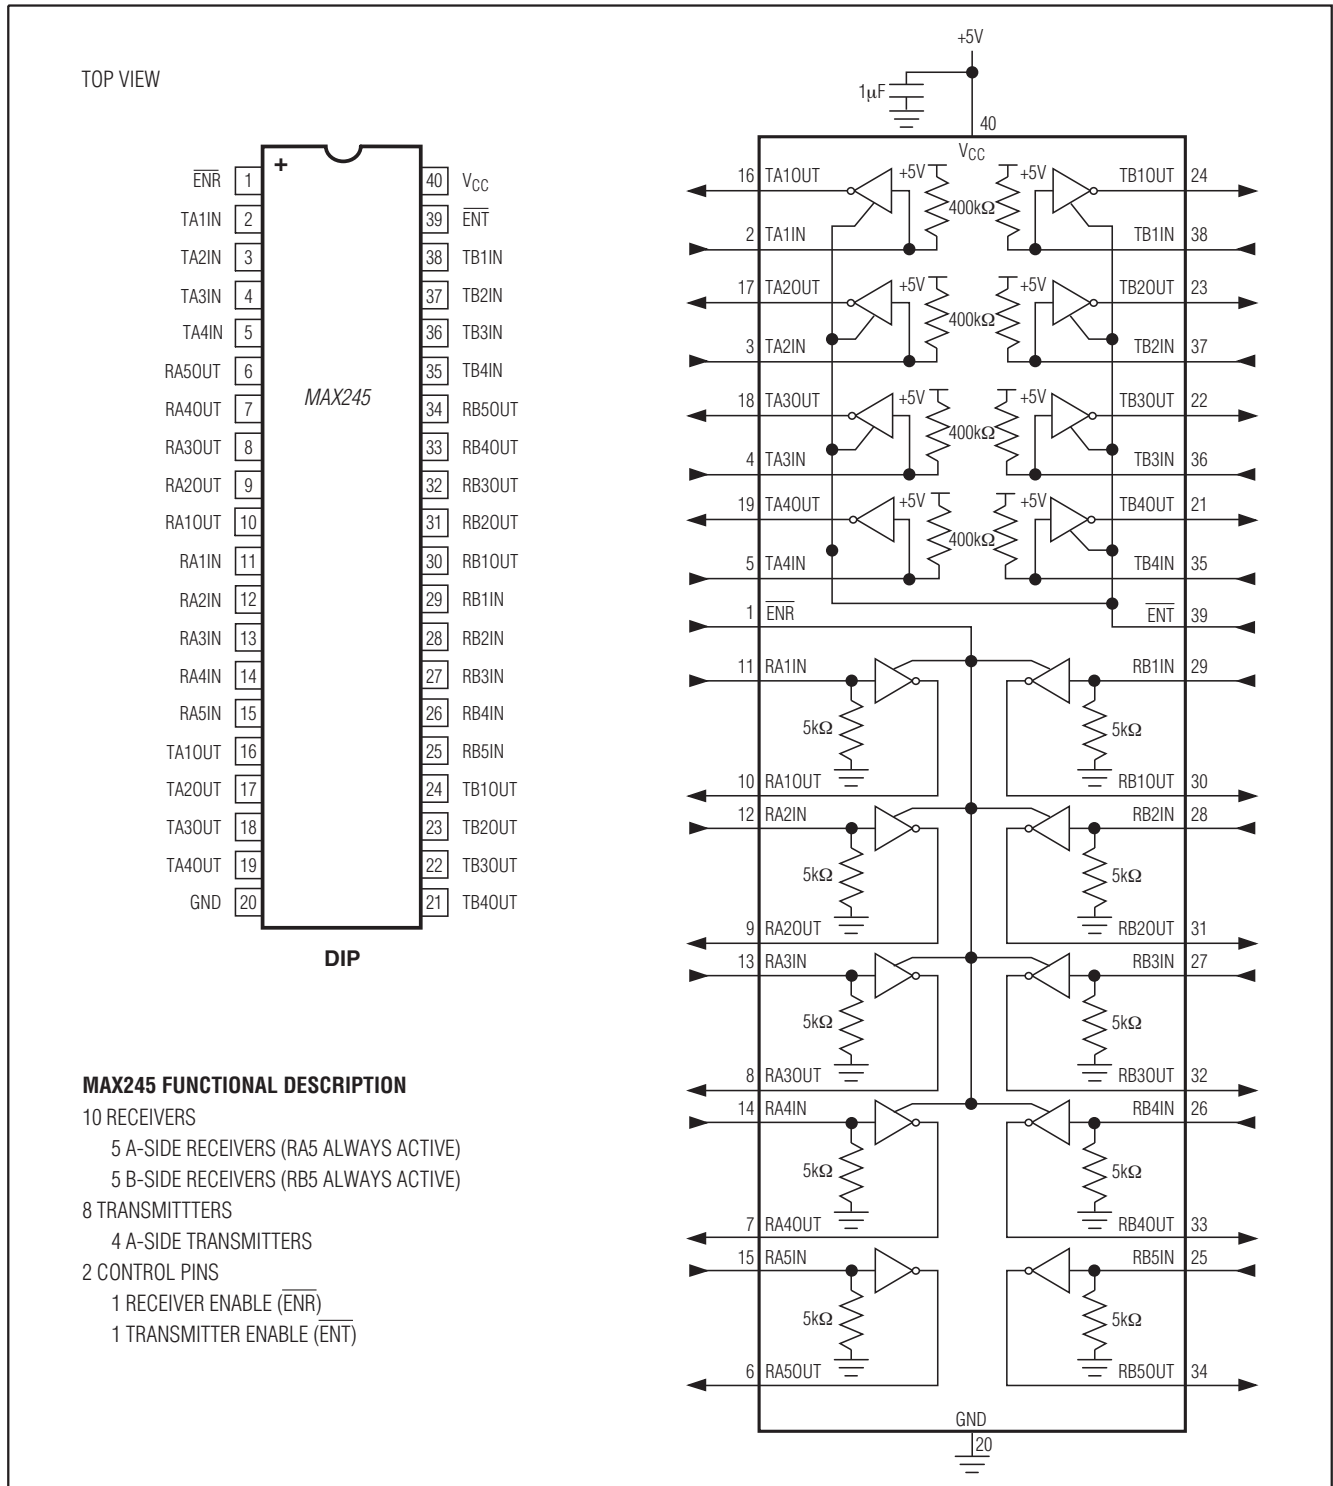 TOP VIEW
ENR 1
TA1IN 2
TA2IN 3
TA3IN 4
TA4IN 5
RA5OUT 6
RA4OUT 7
RA3OUT 8
RA2OUT 9
RA1OUT 10
RA1IN 11
RA2IN 12
RA3IN 13
RA4IN 14
RA5IN 15
TA1OUT 16
TA2OUT 17
TA3OUT 18
TA4OUT 19
GND 20
+
MAX245
40 VCC
39 ENT
38 TB1IN
37 TB2IN
36 TB3IN
35 TB4IN
34 RB5OUT
33 RB4OUT
32 RB3OUT
31 RB2OUT
30 RB1OUT
29 RB1IN
28 RB2IN
27 RB3IN
26 RB4IN
25 RB5IN
24 TB1OUT
23 TB2OUT
22 TB3OUT
21 TB4OUT
DIP
MAX245 FUNCTIONAL DESCRIPTION
10 RECEIVERS
5 A-SIDE RECEIVERS (RA5 ALWAYS ACTIVE)
5 B-SIDE RECEIVERS (RB5 ALWAYS ACTIVE)
8 TRANSMITTTERS
4 A-SIDE TRANSMITTERS
2 CONTROL PINS
1 RECEIVER ENABLE (ENR)
1 TRANSMITTER ENABLE (ENT)
+5V
1μF
40
VCC
16 TA1OUT +5V +5V TB1OUT 24
400kΩ
2 TA1IN TB1IN 38
17 TA2OUT +5V +5V TB2OUT 23
400kΩ
3 TA2IN TB2IN 37
18 TA3OUT +5V +5V TB3OUT 22
400kΩ
4 TA3IN TB3IN 36
19 TA4OUT +5V +5V TB4OUT 21
400kΩ
5 TA4IN TB4IN 35
1 ENR ENT 39
11 RA1IN RB1IN 29
5kΩ 5kΩ
10 RA1OUT RB1OUT 30
12 RA2IN RB2IN 28
5kΩ 5kΩ
9 RA2OUT RB2OUT 31
13 RA3IN RB3IN 27
5kΩ 5kΩ
8 RA3OUT RB3OUT 32
14 RA4IN RB4IN 26
5kΩ 5kΩ
7 RA4OUT RB4OUT 33
15 RA5IN RB5IN 25
5kΩ 5kΩ
6 RA5OUT RB5OUT 34
GND
20